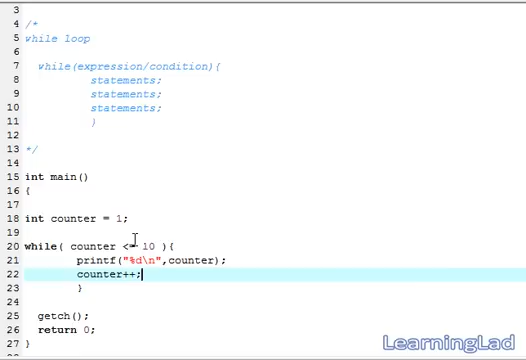 3
4 /*
5 while loop
6
7 while(expression/condition){
8 statements;
9 statements;
10 statements;
11 }
12
13 */
14
15 int main()
16 {
17
18 int counter = 1;
19
20 while( counter <= 10 ){
21 printf("%d\n",counter);
22 counter++;
23 }
24
25 getch();
26 return 0;
27 }
LearningLad